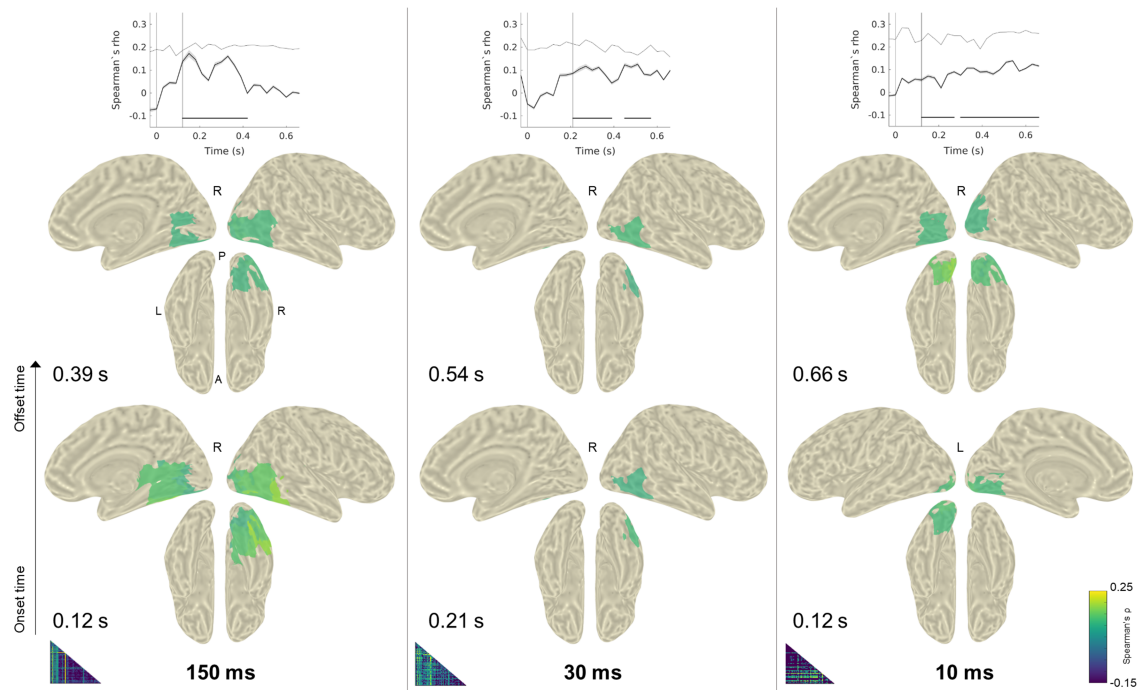 0.3
0.2
0.1
0
-0.1
Spearman`s rho
0 0.2 0.4 0.6
Time (s)
0.3
0.2
0.1
0
-0.1
Spearman`s rho
0 0.2 0.4 0.6
Time (s)
0.3
0.2
0.1
0
-0.1
Spearman`s rho
0 0.2 0.4 0.6
Time (s)
R
R
R
P
L
R
A
0.39 s
0.54 s
0.66 s
Offset time
R
R
L
Onset time
0.12 s
0.21 s
0.12 s
150 ms
30 ms
10 ms
0.25
Spearman's ρ
-0.15